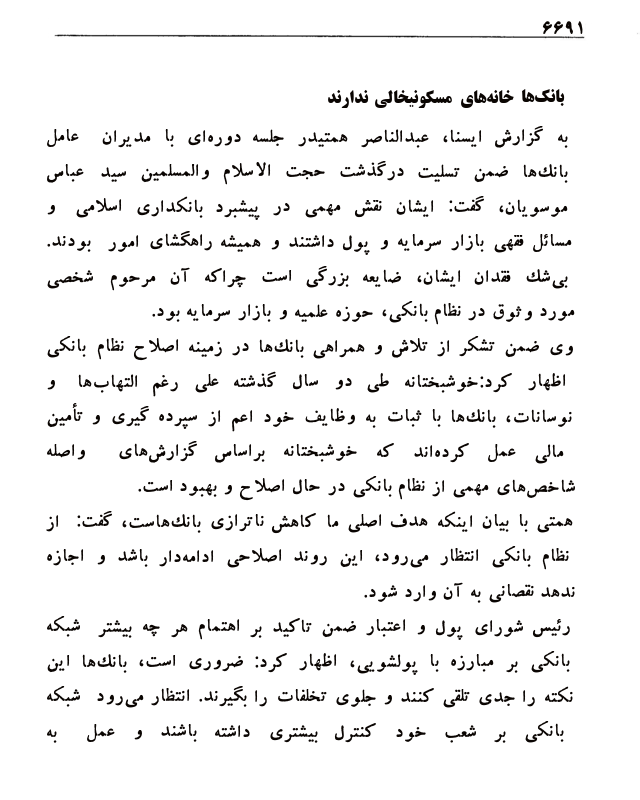 ۶۶۹۱
بانک‌ها خانه‌های مسکونیخالی ندارند
به گزارش ایسنا، عبدالناصر همتیدر جلسه دوره‌ای با مدیران عامل
بانك‌ها ضمن تسلیت درگذشت حجت الاسلام والمسلمین سید عباس
موسویان، گفت: ایشان نقش مهمی در پیشبرد بانکداری اسلامی و
مسائل فقهی بازار سرمایه و پول داشتند و همیشه راهگشای امور بودند.
بی‌شك فقدان ایشان، ضایعه بزرگی است چراکه آن مرحوم شخصی
مورد وثوق در نظام بانکی، حوزه علمیه و بازار سرمایه بود.
وی ضمن تشکر از تلاش و همراهی بانك‌ها در زمینه اصلاح نظام بانکی
اظهار کرد:خوشبختانه طی دو سال گذشته علی رغم التهاب‌ها و
نوسانات، بانك‌ها با ثبات به وظایف خود اعم از سپرده گیری و تأمین
مالی عمل کرده‌اند که خوشبختانه براساس گزارش‌های واصله
شاخص‌های مهمی از نظام بانکی در حال اصلاح و بهبود است.
همتی با بیان اینکه هدف اصلی ما کاهش ناترازی بانك‌هاست، گفت: از
نظام بانکی انتظار می‌رود، این روند اصلاحی ادامه‌دار باشد و اجازه
ندهد نقصانی به آن وارد شود.
رئیس شورای پول و اعتبار ضمن تاکید بر اهتمام هر چه بیشتر شبکه
بانکی بر مبارزه با پولشویی، اظهار کرد: ضروری است، بانك‌ها این
نکته را جدی تلقی کنند و جلوی تخلفات را بگیرند. انتظار می‌رود شبکه
بانکی بر شعب خود کنترل بیشتری داشته باشند و عمل به